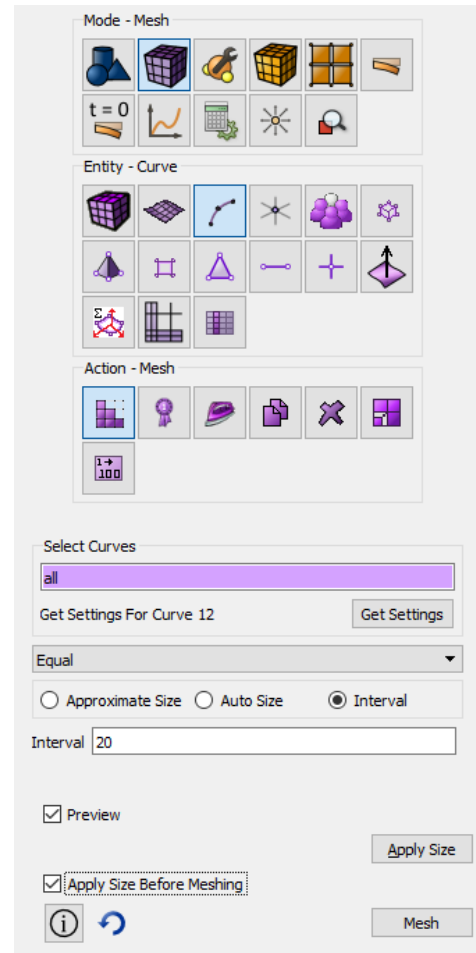 Mode - Mesh
t = 0
Entity - Curve
Σ
Action - Mesh
1
1→
100
Select Curves
all
Get Settings For Curve 12 Get Settings
Equal
Approximate Size Auto Size Interval
Interval 20
Preview
Apply Size
Apply Size Before Meshing
i Mesh